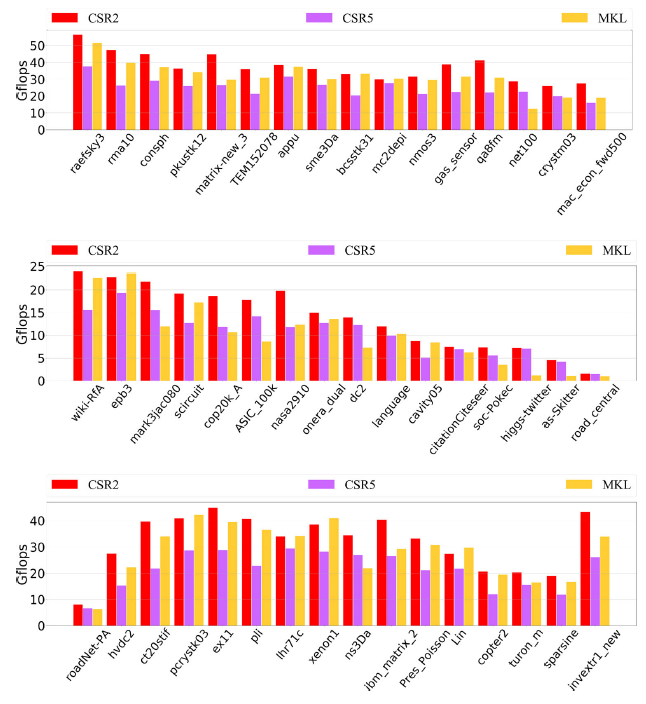 CSR2 CSR5 MKL
Gflops
50
40
30
20
10
0
raefsky3 rma10 consph pkustk12 matrix-new_3 TEM152078 appu sme3Da bcsstk31 mc2depi nmos3 gas_sensor qa8fm net100 crystm03 mac_econ_fwd500
CSR2 CSR5 MKL
Gflops
25
20
15
10
5
0
wiki-RfA epb3 mark3jac080 scircuit cop20k_A ASIC_100k nasa2910 onera_dual dc2 language cavity05 citationCiteseer soc-Pokec higgs-twitter as-Skitter road_central
CSR2 CSR5 MKL
Gflops
40
30
20
10
0
roadNet-PA hvdc2 ct20stif pcrystk03 ex11 pli lhr71c xenon1 ns3Da ibm_matrix_2 Pres_Poisson Lin copter2 turon_m sparsine invextr1_new